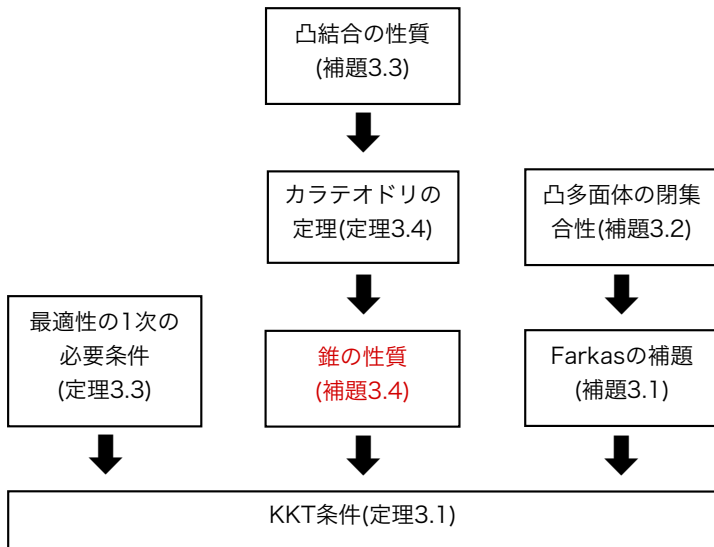 凸結合の性質
(補題3.3)
カラテオドリの
定理(定理3.4)
凸多面体の閉集
合性(補題3.2)
最適性の1次の
必要条件
(定理3.3)
錐の性質
(補題3.4)
Farkasの補題
(補題3.1)
KKT条件(定理3.1)